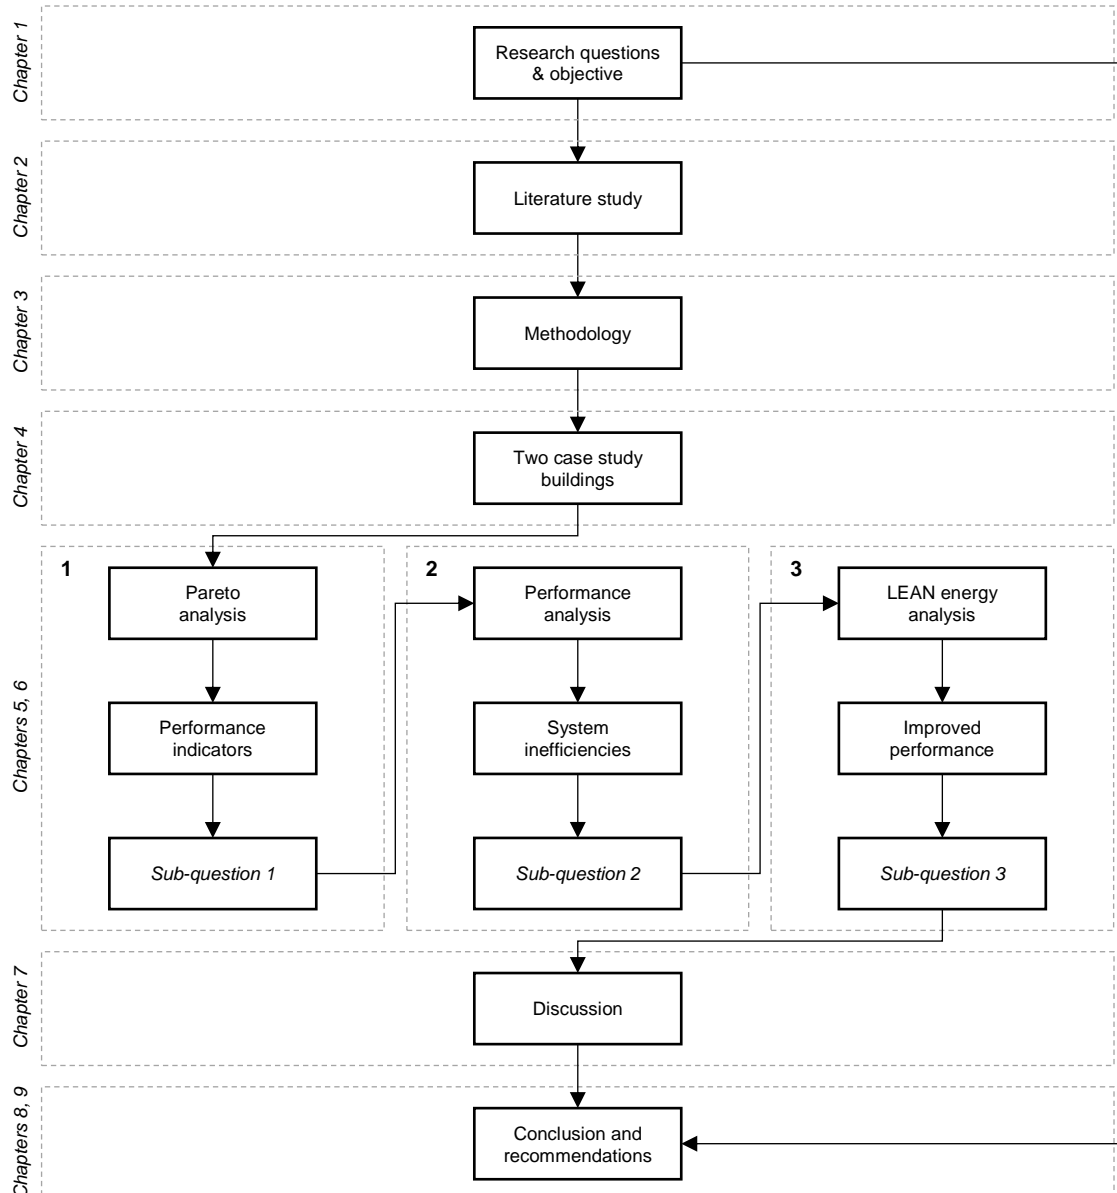 Chapter 1
Research questions
& objective
Chapter 2
Literature study
Chapter 3
Methodology
Chapter 4
Two case study
buildings
Chapters 5, 6
1
Pareto
analysis
Performance
indicators
Sub-question 1
2
Performance
analysis
System
inefficiencies
Sub-question 2
3
LEAN energy
analysis
Improved
performance
Sub-question 3
Chapter 7
Discussion
Chapters 8, 9
Conclusion and
recommendations